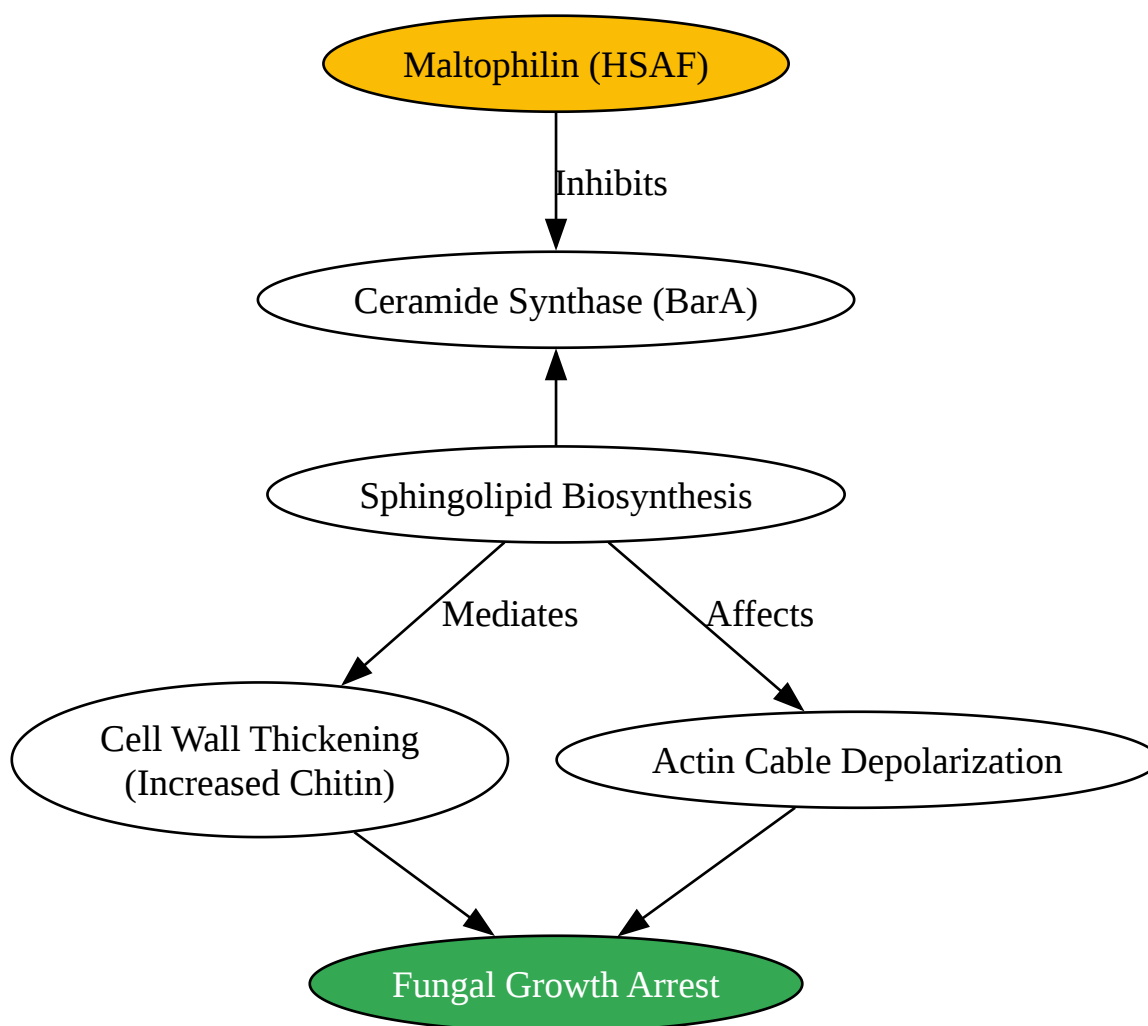 Maltophilin (HSAF)
Inhibits
Ceramide Synthase (BarA)
Sphingolipid Biosynthesis
Mediates
Affects
Cell Wall Thickening
(Increased Chitin)
Actin Cable Depolarization
Fungal Growth Arrest